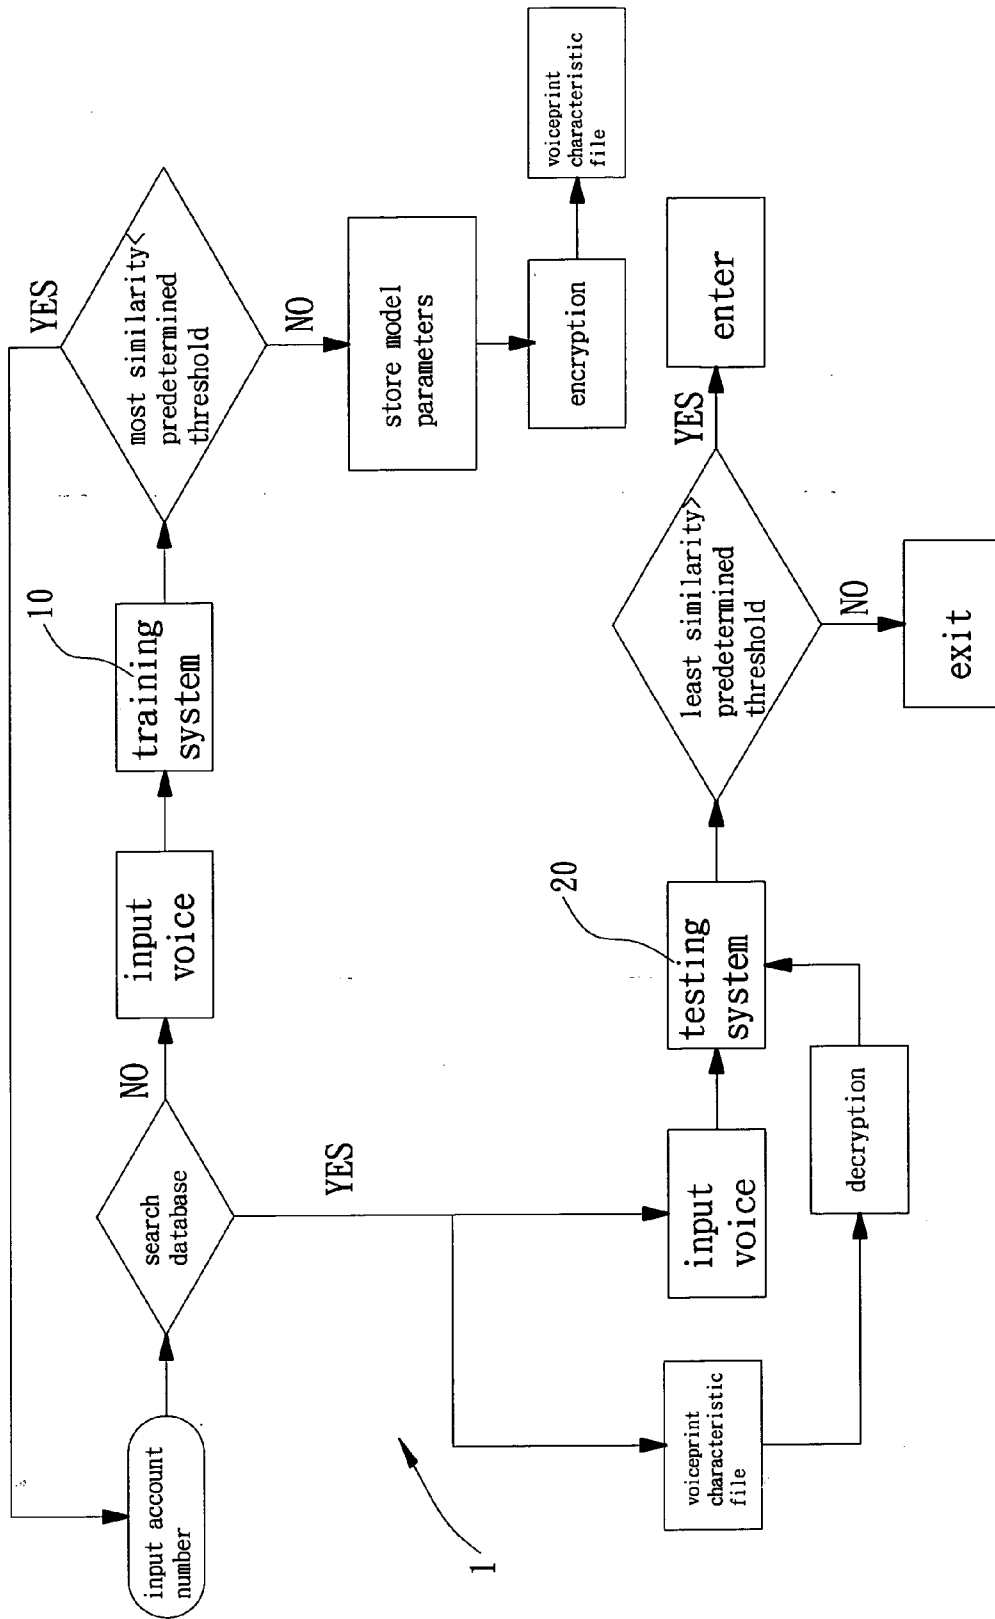 input account
number
search
database
NO
input
voice
training
system
10
most similarity<
predetermined
threshold
YES
NO
store model
parameters
encryption
voiceprint
characteristic
file
YES
1
voiceprint
characteristic
file
input
voice
decryption
testing
system
20
least similarity>
predetermined
threshold
YES
enter
NO
exit